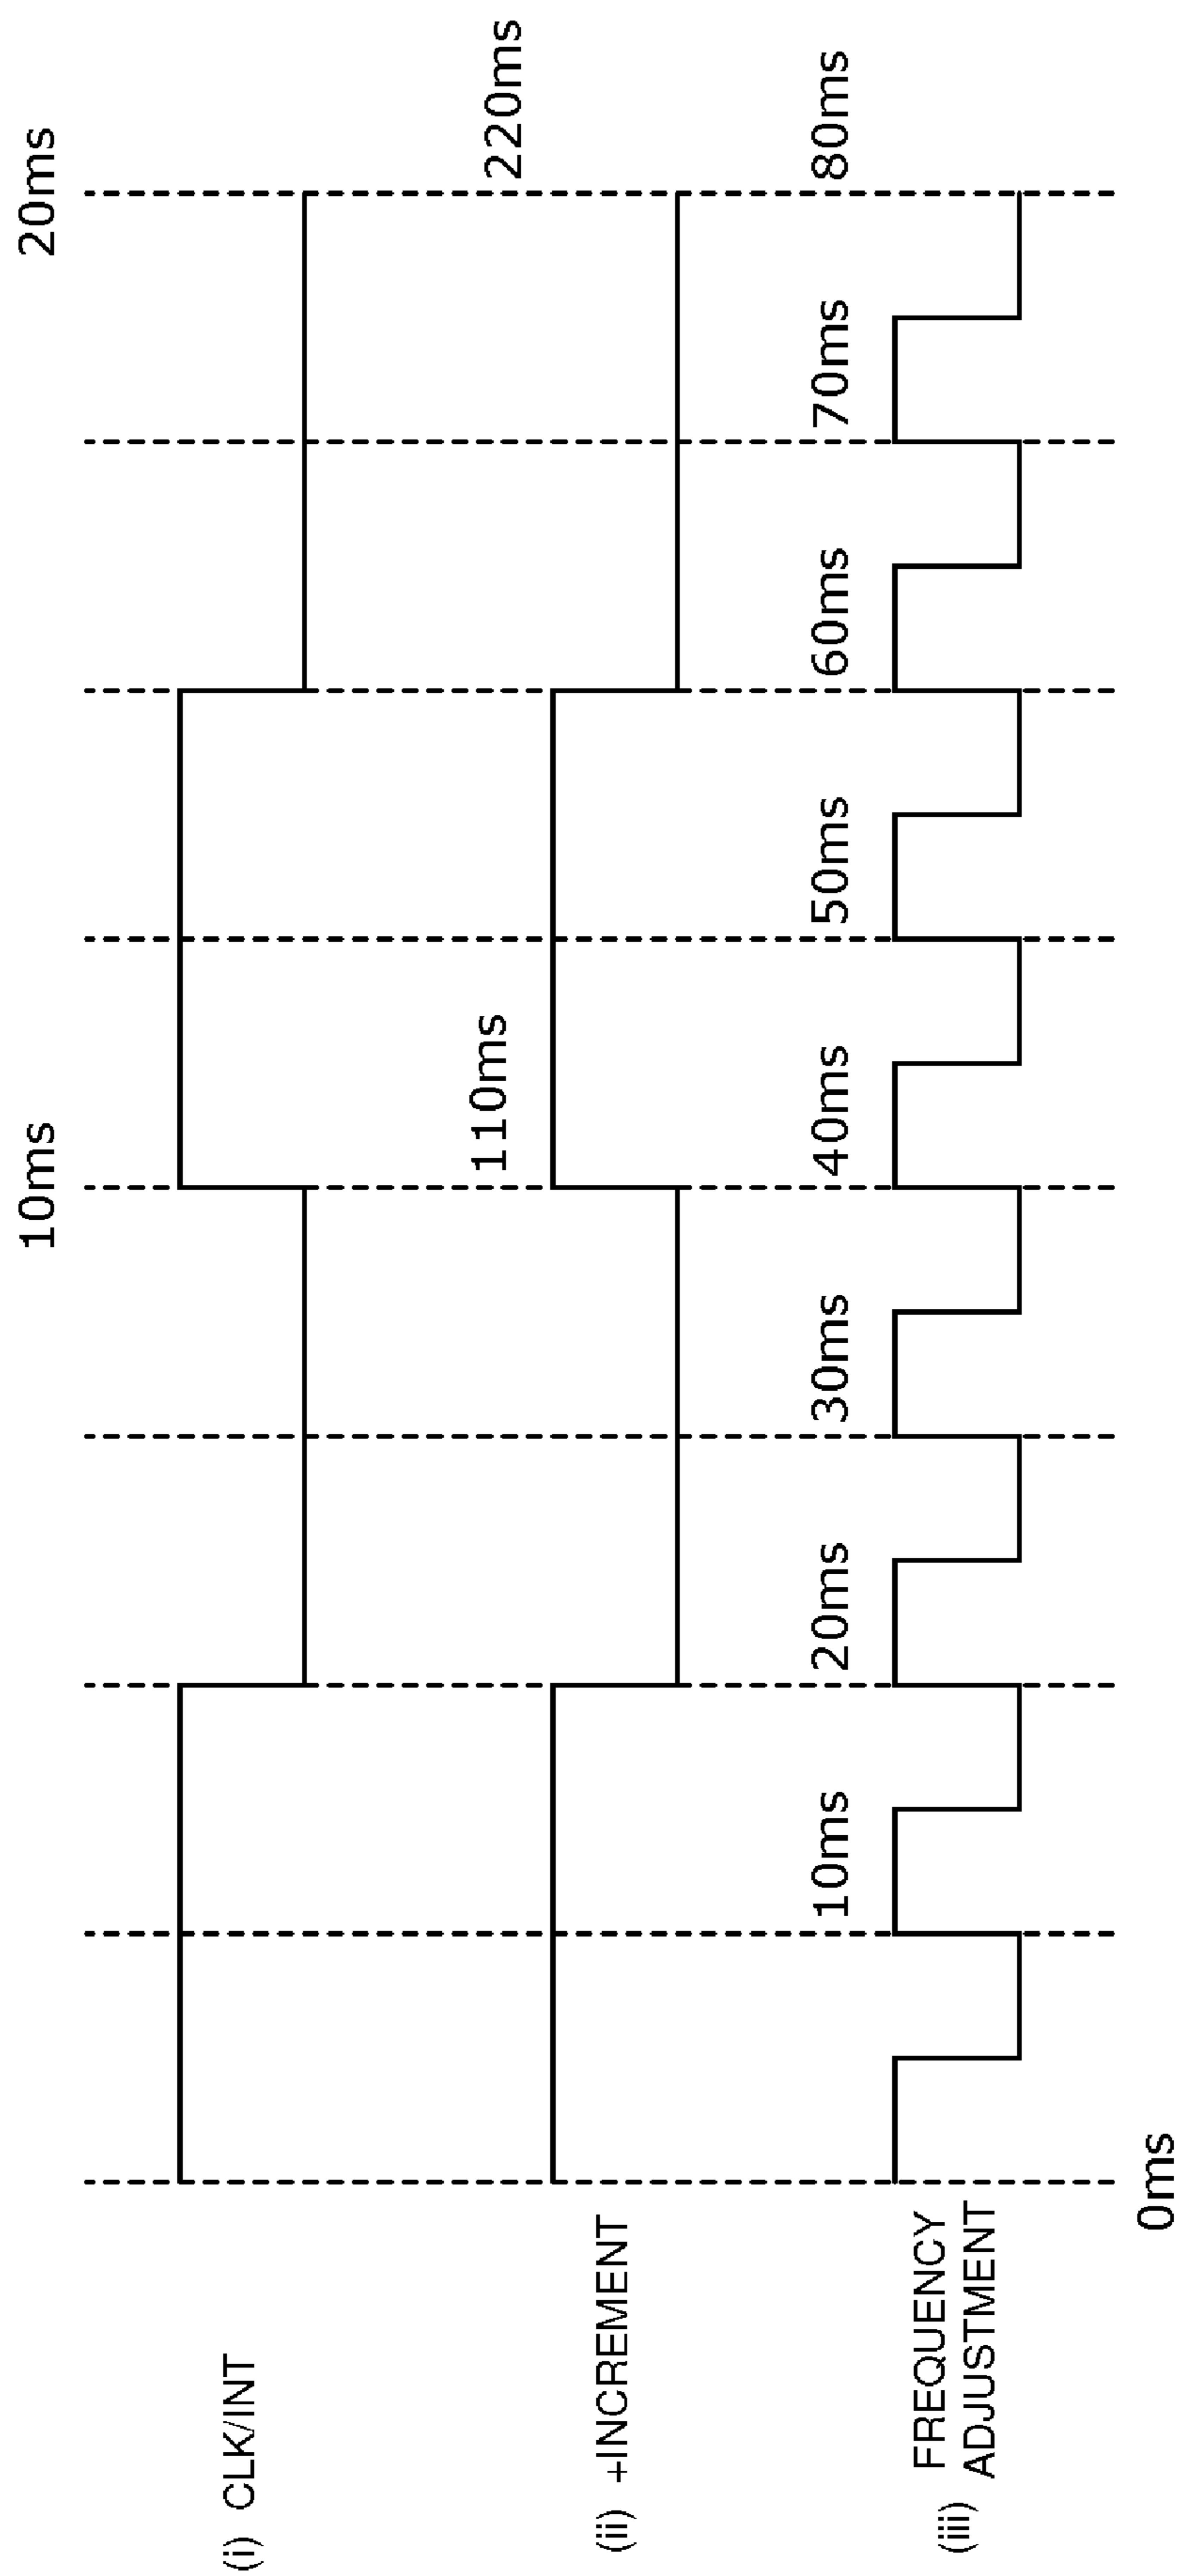 10ms
20ms
(i) CLK/INT
110ms
220ms
(ii) +INCREMENT
10ms
20ms
30ms
40ms
50ms
60ms
70ms
80ms
(iii) FREQUENCY
ADJUSTMENT
0ms